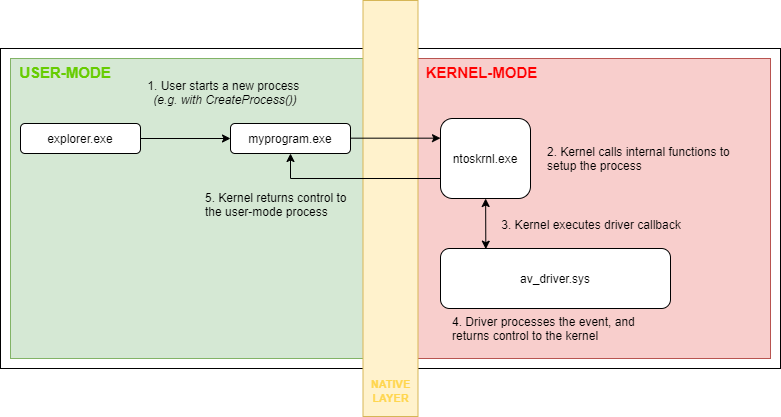 USER-MODE
KERNEL-MODE
1. User starts a new process
(e.g. with CreateProcess())
explorer.exe
myprogram.exe
ntoskrnl.exe
2. Kernel calls internal functions to
setup the process
5. Kernel returns control to
the user-mode process
3. Kernel executes driver callback
av_driver.sys
4. Driver processes the event, and
returns control to the kernel
NATIVE
LAYER